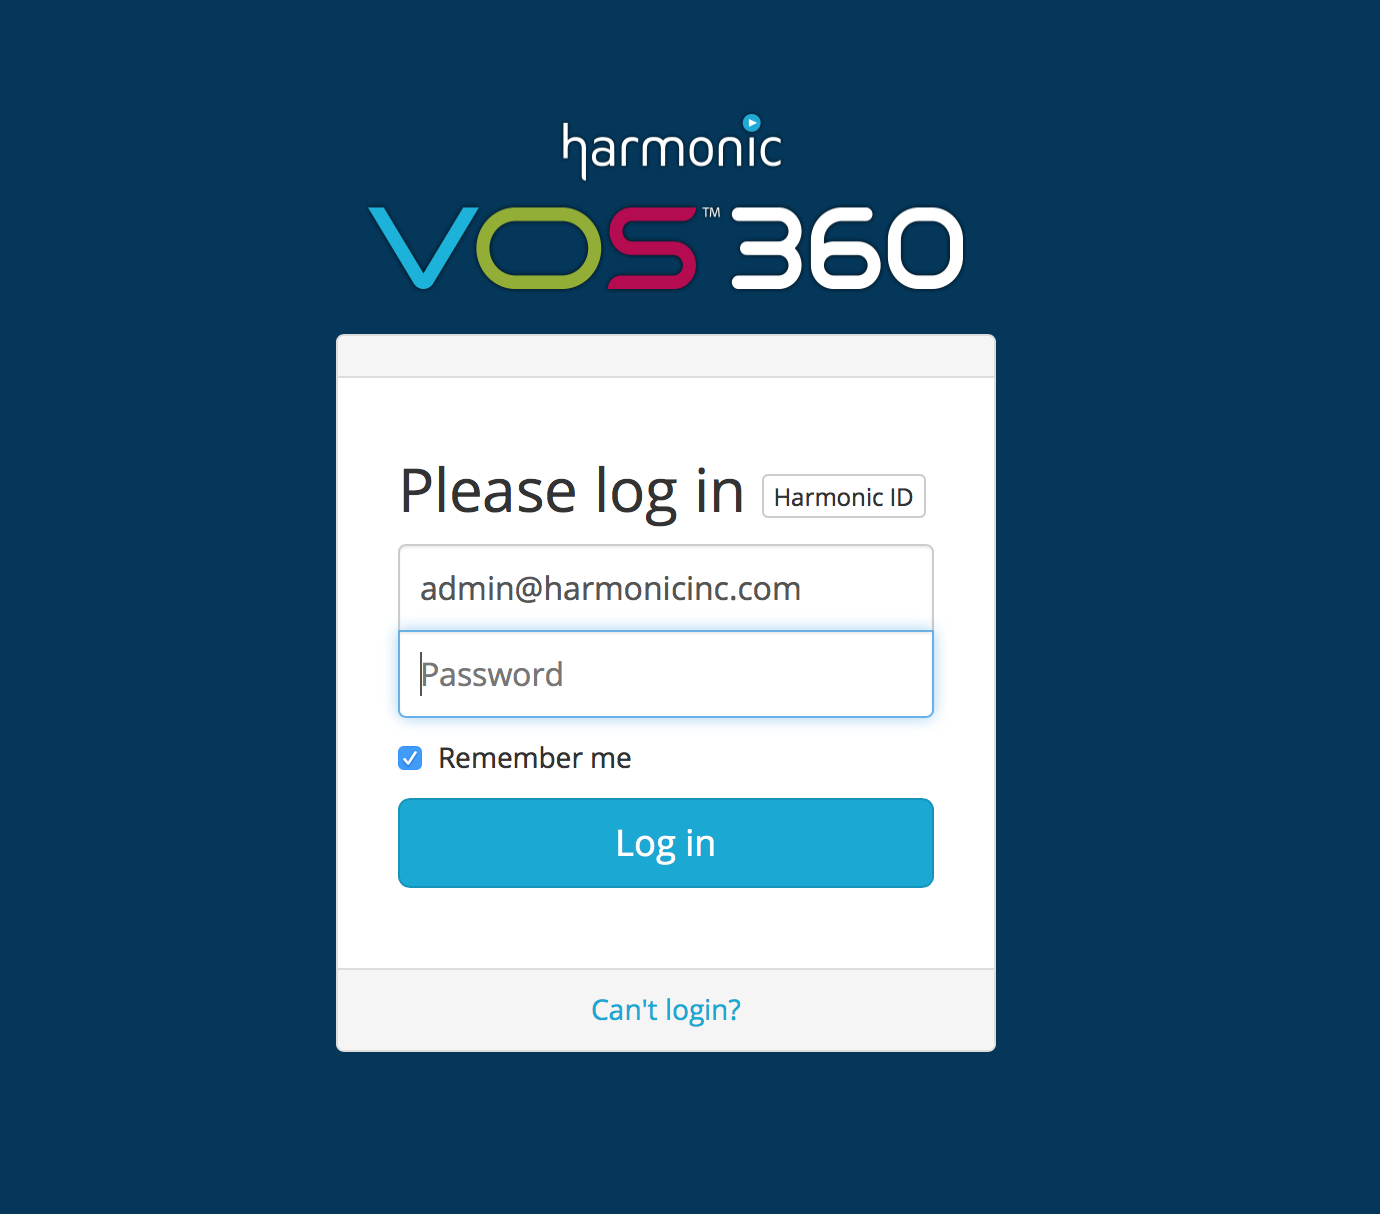 harmonic
VOS™ 360
Please log in Harmonic ID
admin@harmonicinc.com
Password
Remember me
Log in
Can't login?